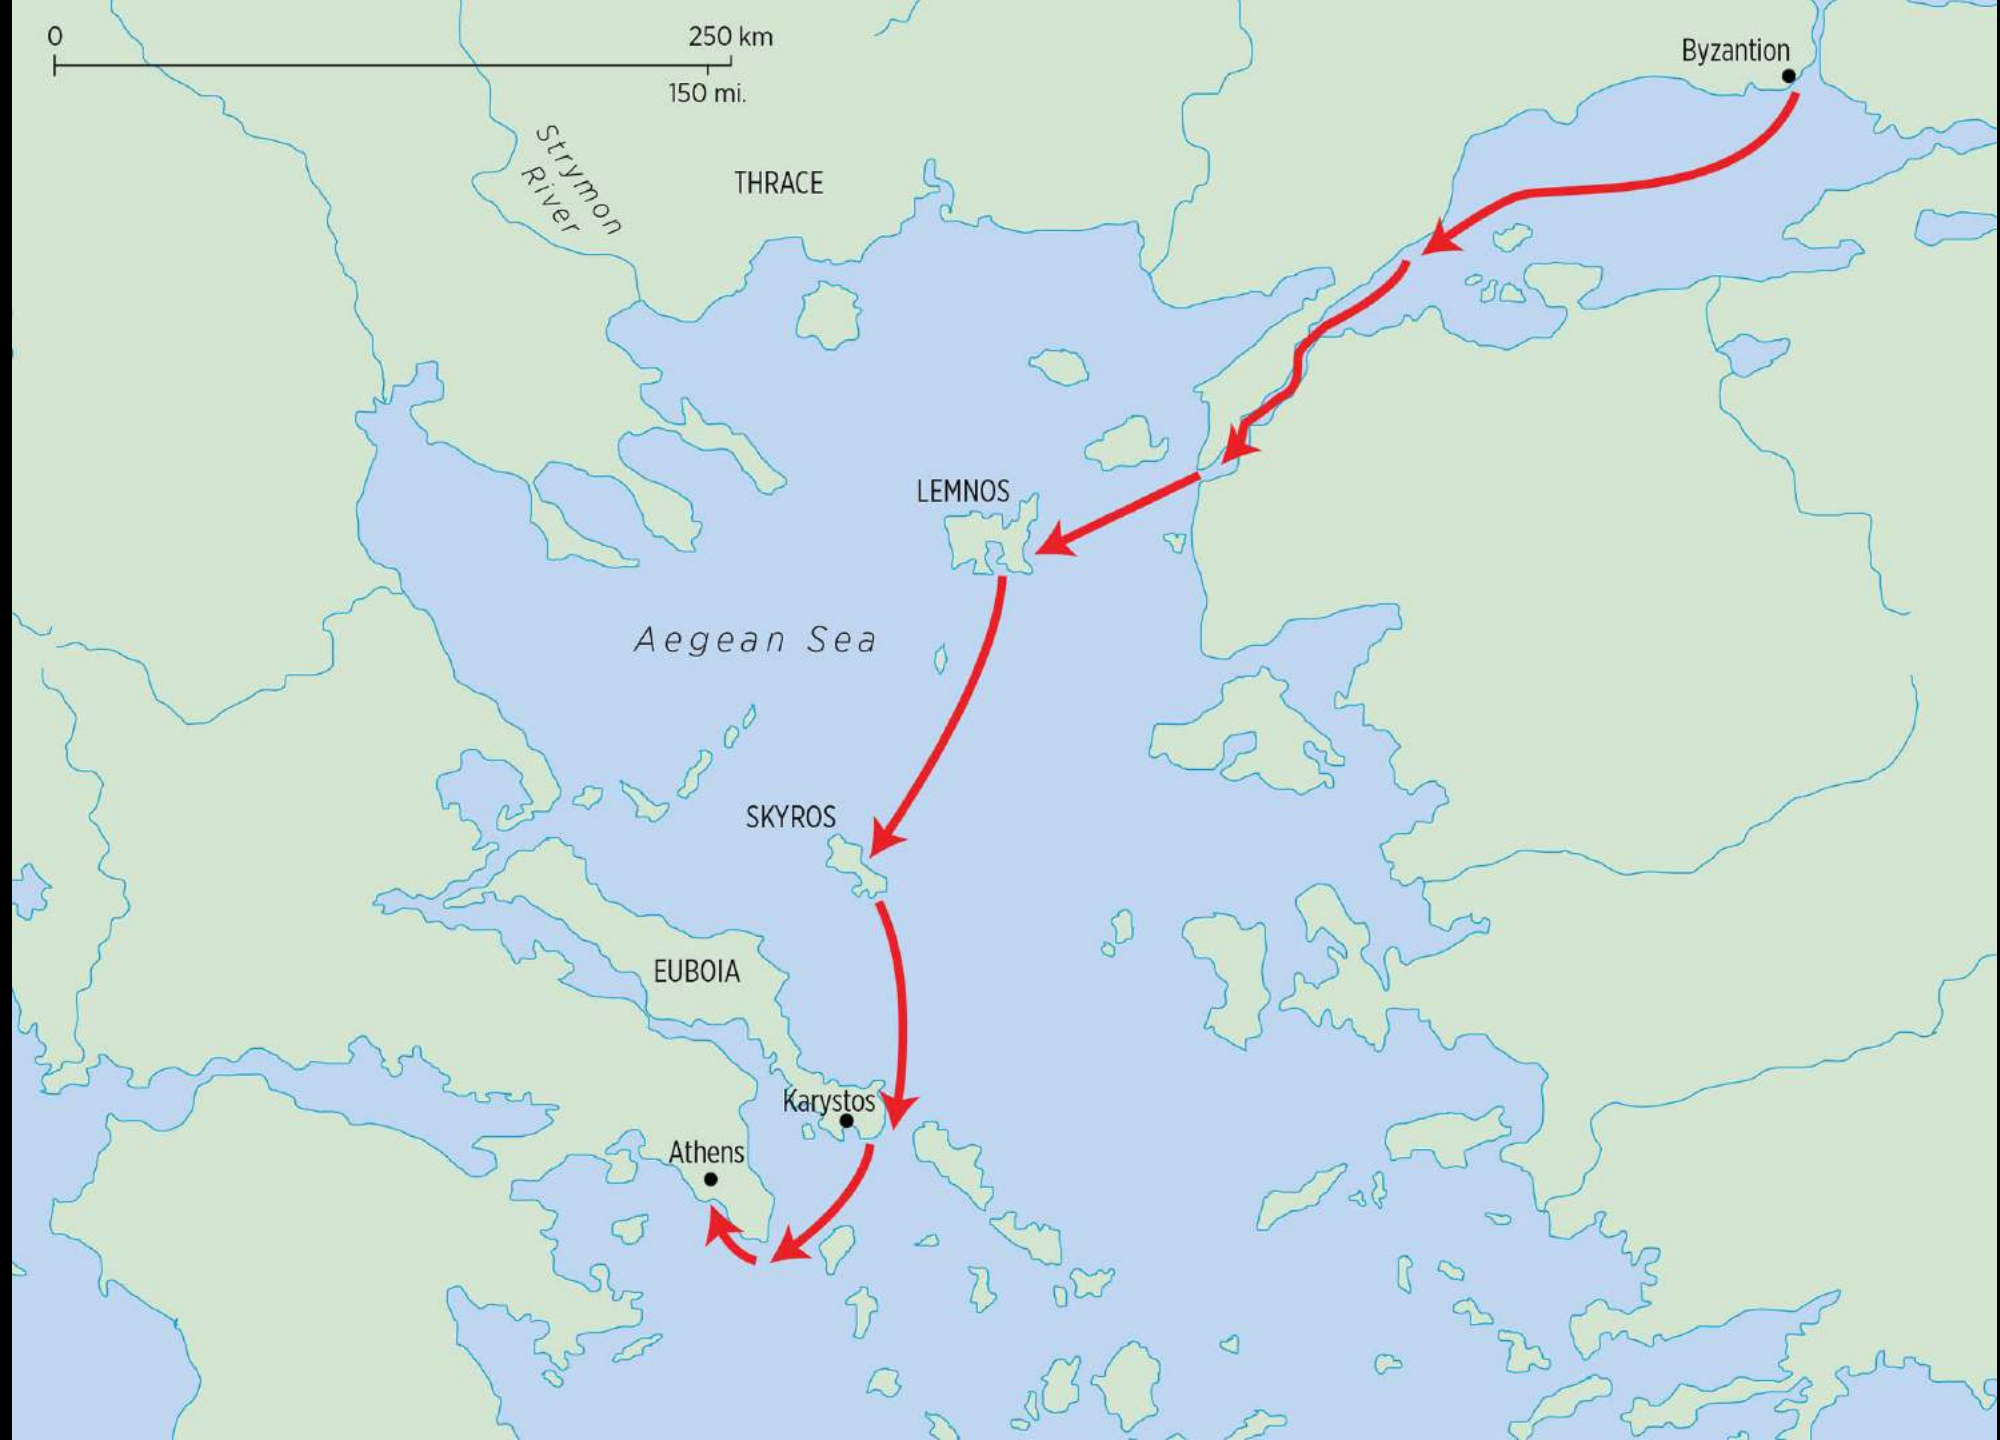 0
250 km
150 mi.
Byzantion
Strymon
River
THRACE
LEMNOS
Aegean Sea
SKYROS
EUBOIA
Karystos
Athens